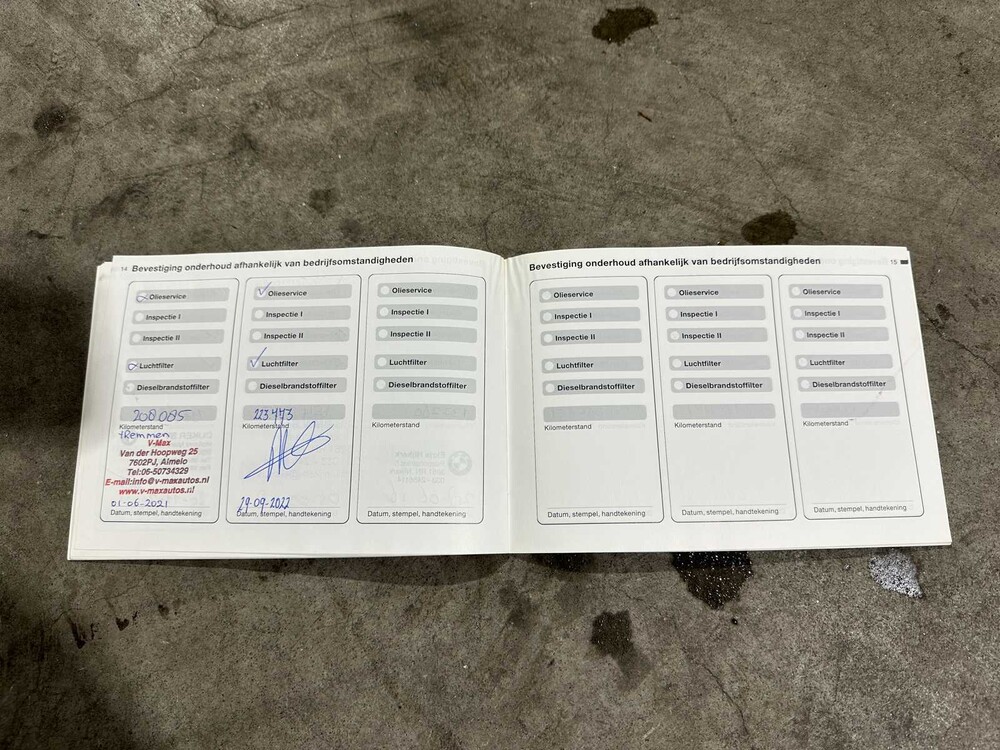 14 Bevestiging onderhoud afhankelijk van bedrijfsomstandigheden
Olieservice
Inspectie I
Inspectie II
Luchtfilter
Dieselbrandstoffilter
208085
Kilometerstand
+Remmen
V-Max
Van der Hoopweg 25
7602PJ, Almelo
Tel:06-50734329
E-mail:info@v-maxautos.nl
www.v-maxautos.nl
01-06-2021
Datum, stempel, handtekening
Olieservice
Inspectie I
Inspectie II
Luchtfilter
Dieselbrandstoffilter
223443
Kilometerstand
29-09-2022
Datum, stempel, handtekening
Olieservice
Inspectie I
Inspectie II
Luchtfilter
Dieselbrandstoffilter
Kilometerstand
Datum, stempel, handtekening
Bevestiging onderhoud afhankelijk van bedrijfsomstandigheden 15
Olieservice
Inspectie I
Inspectie II
Luchtfilter
Dieselbrandstoffilter
Kilometerstand
Datum, stempel, handtekening
Olieservice
Inspectie I
Inspectie II
Luchtfilter
Dieselbrandstoffilter
Kilometerstand
Datum, stempel, handtekening
Olieservice
Inspectie I
Inspectie II
Luchtfilter
Dieselbrandstoffilter
Kilometerstand
Datum, stempel, handtekening